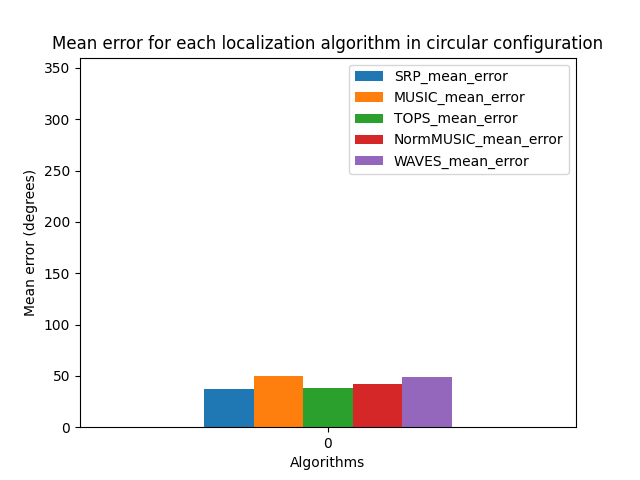 Mean error for each localization algorithm in circular configuration
SRP_mean_error
MUSIC_mean_error
TOPS_mean_error
NormMUSIC_mean_error
WAVES_mean_error
Mean error (degrees)
350
300
250
200
150
100
50
0
0
Algorithms